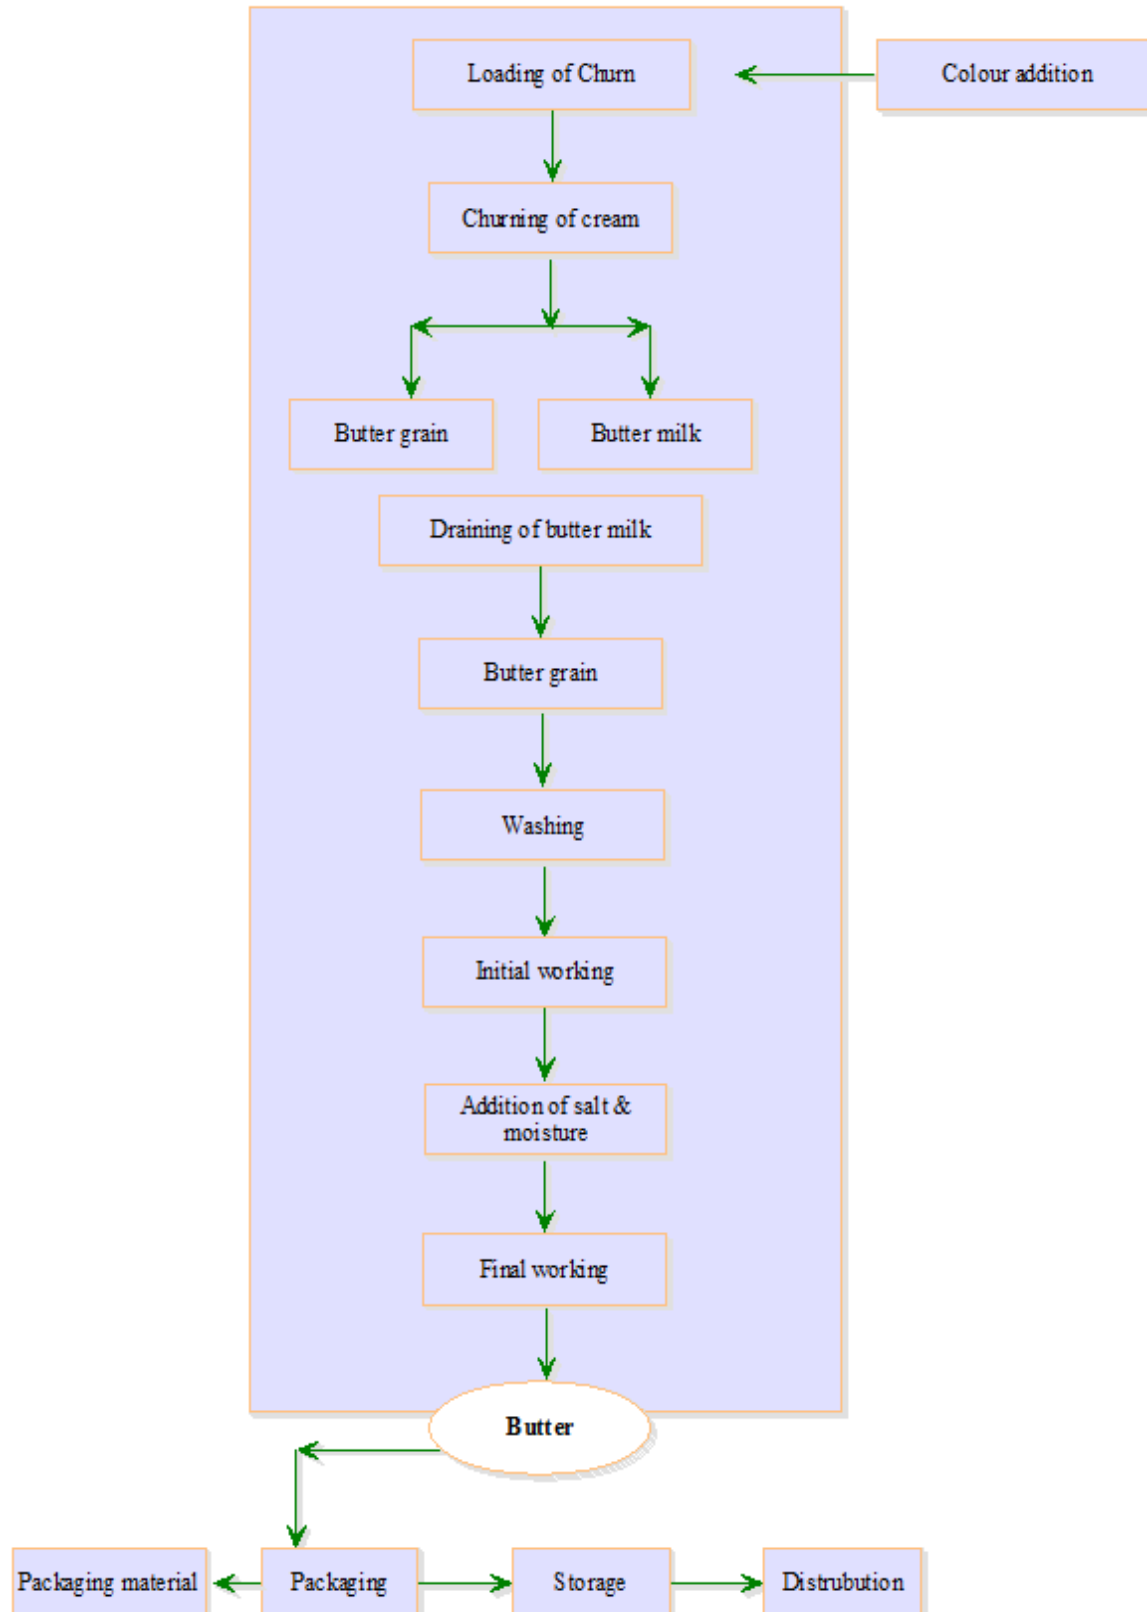 Loading of Churn
Colour addition
Churning of cream
Butter grain
Butter milk
Draining of butter milk
Butter grain
Washing
Initial working
Addition of salt &
moisture
Final working
Butter
Packaging material
Packaging
Storage
Distrubution